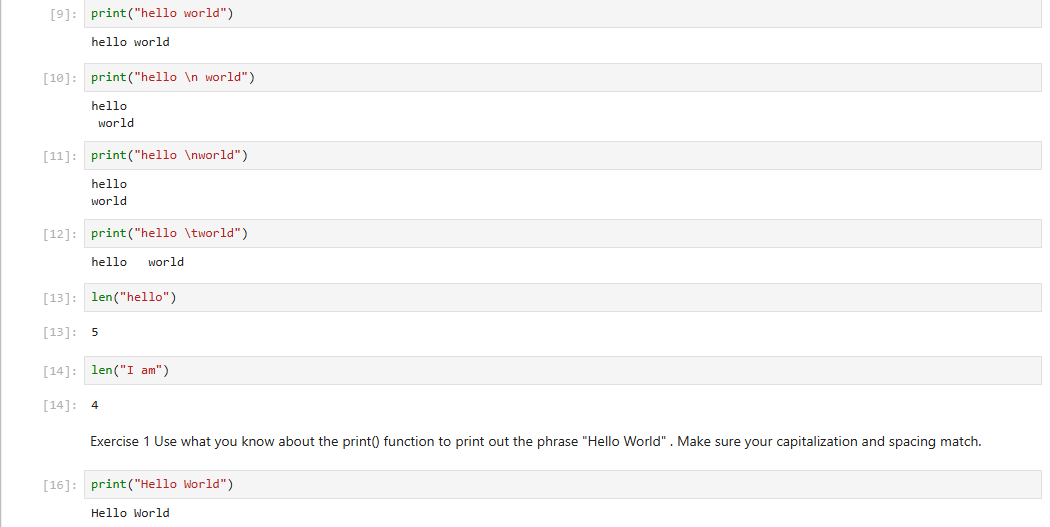 [9]: print("hello world")
hello world
[10]: print("hello \n world")
hello
 world
[11]: print("hello \nworld")
hello
world
[12]: print("hello \tworld")
hello   world
[13]: len("hello")
[13]: 5
[14]: len("I am")
[14]: 4
Exercise 1 Use what you know about the print() function to print out the phrase "Hello World" . Make sure your capitalization and spacing match.
[16]: print("Hello World")
Hello World